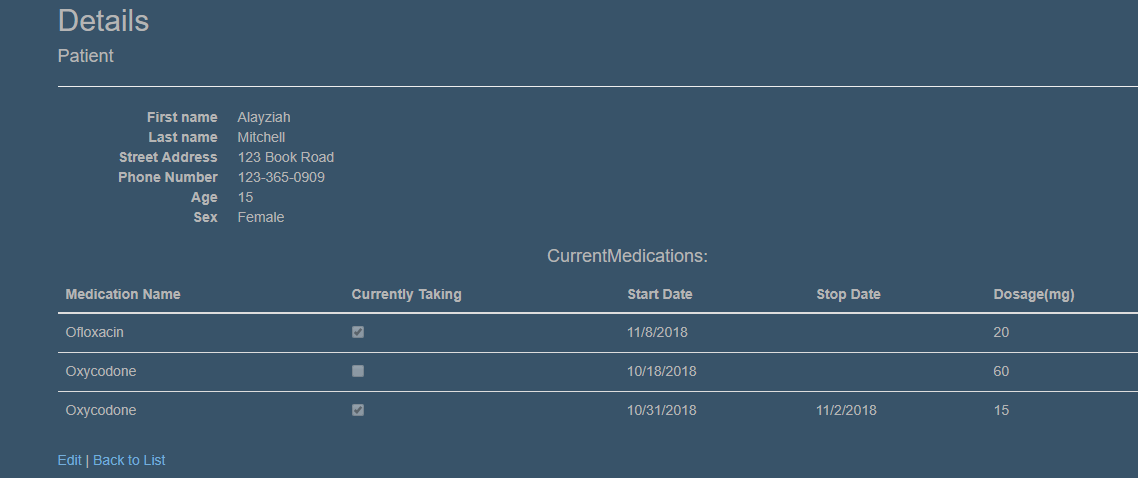 Details
Patient
First name Alayziah
Last name Mitchell
Street Address 123 Book Road
Phone Number 123-365-0909
Age 15
Sex Female
CurrentMedications:
Medication Name Currently Taking Start Date Stop Date Dosage(mg)
Ofloxacin 11/8/2018 20
Oxycodone 10/18/2018 60
Oxycodone 10/31/2018 11/2/2018 15
Edit | Back to List